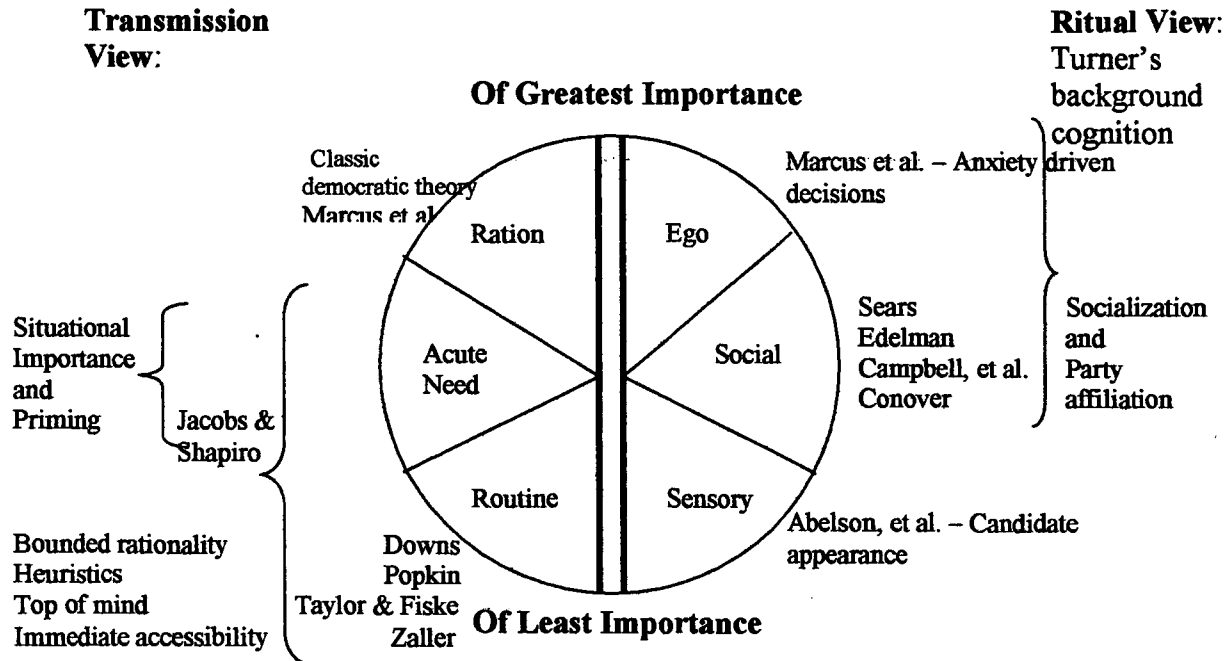 Transmission
View:
Ritual View:
Turner's
background
cognition
Of Greatest Importance
Classic
democratic theory
Marcus et al
Marcus et al. – Anxiety driven
decisions
Ration
Ego
Situational
Importance
and
Priming
Jacobs &
Shapiro
Acute
Need
Social
Sears
Edelman
Campbell, et al.
Conover
Socialization
and
Party
affiliation
Routine
Sensory
Abelson, et al. – Candidate
appearance
Bounded rationality
Heuristics
Top of mind
Immediate accessibility
Downs
Popkin
Taylor & Fiske
Zaller
Of Least Importance